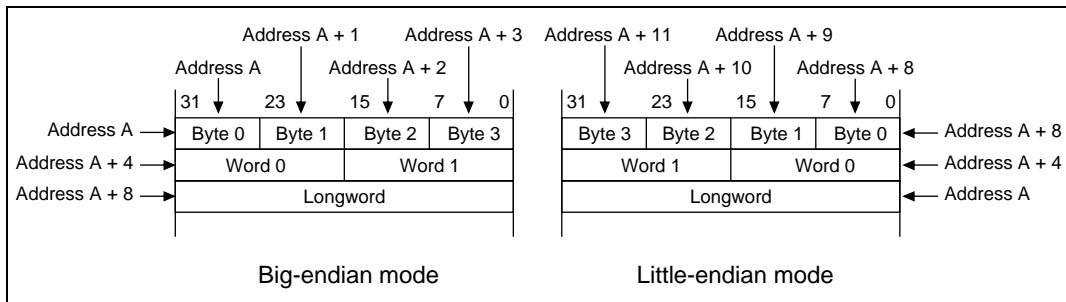 Address A + 1 Address A + 3 Address A + 11 Address A + 9
Address A Address A + 2 Address A + 10 Address A + 8
31 23 15 7 0 31 23 15 7 0
Address A Byte 0 Byte 1 Byte 2 Byte 3 Byte 3 Byte 2 Byte 1 Byte 0 Address A + 8
Address A + 4 Word 0 Word 1 Word 1 Word 0 Address A + 4
Address A + 8 Longword Longword Address A
Big-endian mode Little-endian mode